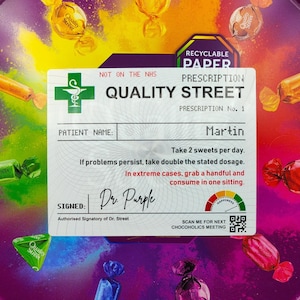 RECYCLABLE
PAPER
NOT ON THE NHS
PRESCRIPTION
QUALITY STREET
PRESCRIPTION No. 1
PATIENT NAME: Martin
Take 2 sweets per day.
If problems persist, take double the stated dosage.
In extreme cases, grab a handful and
consume in one sitting.
SIGNED: Dr. Purple
Authorised Signatory of Dr. Street
SCAN ME FOR NEXT
CHOCOHOLICS MEETING